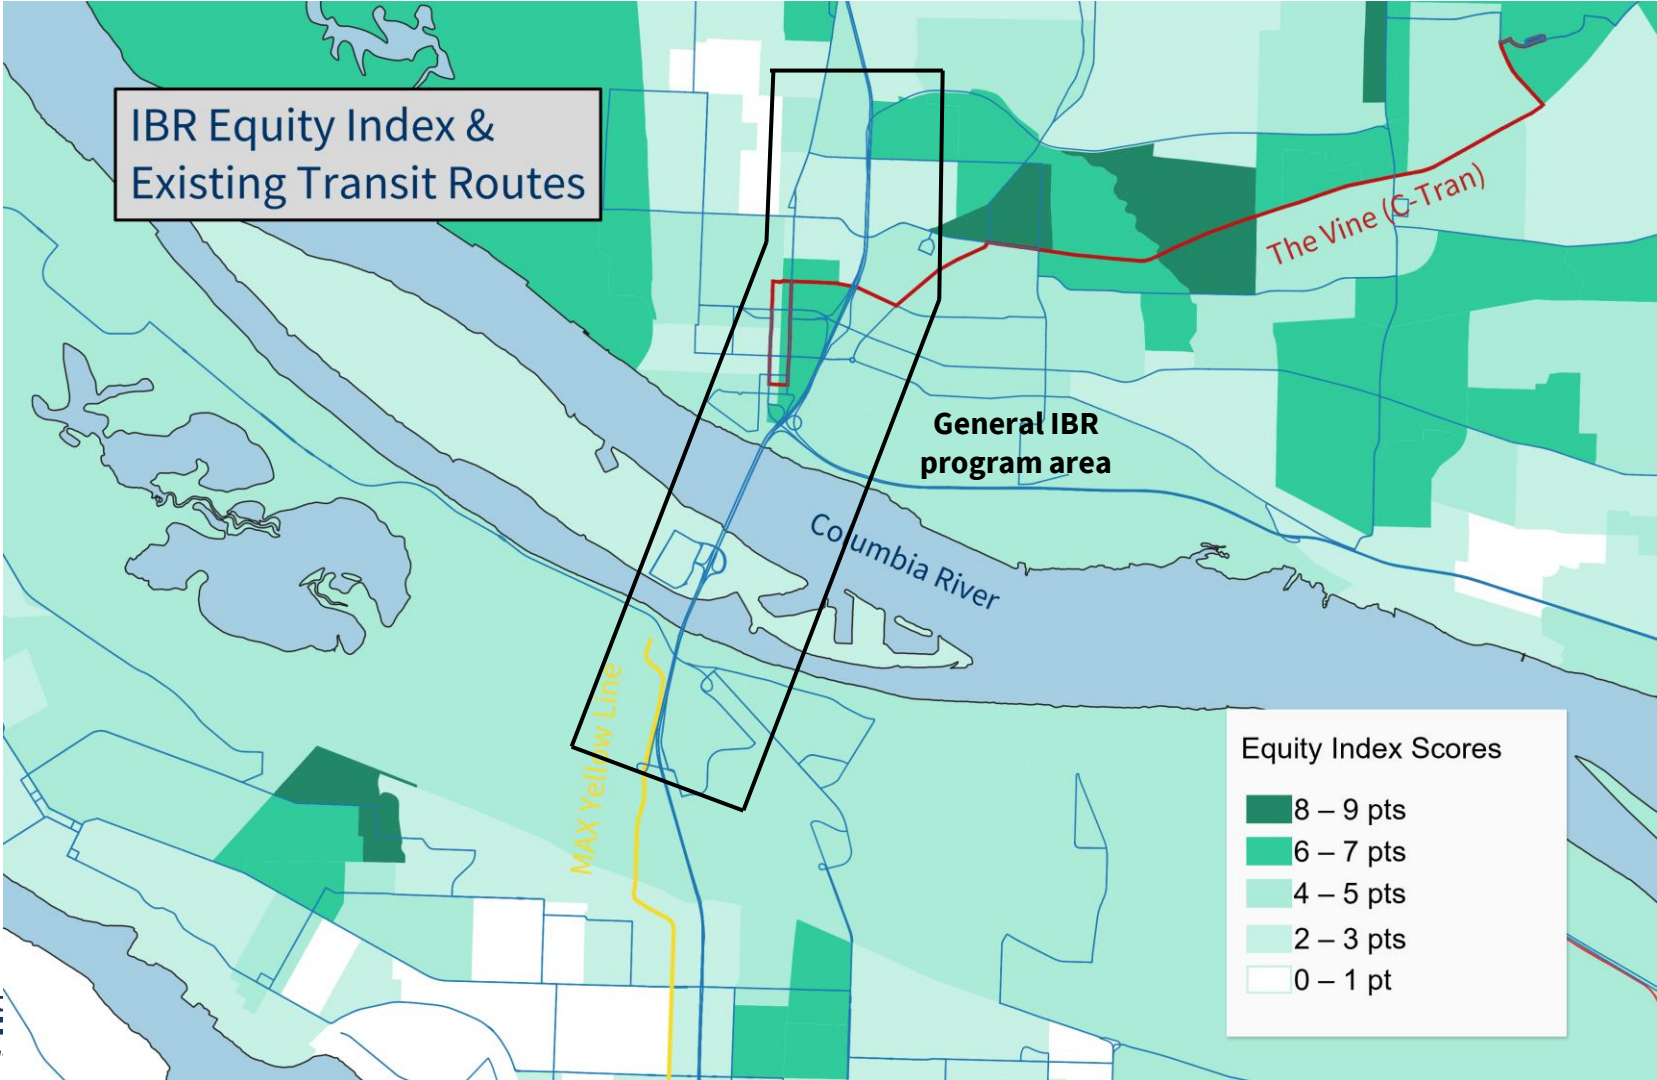 IBR Equity Index &
Existing Transit Routes
The Vine (C-Tran)
General IBR
program area
Columbia River
MAX Yellow Line
Equity Index Scores
8 – 9 pts
6 – 7 pts
4 – 5 pts
2 – 3 pts
0 – 1 pt